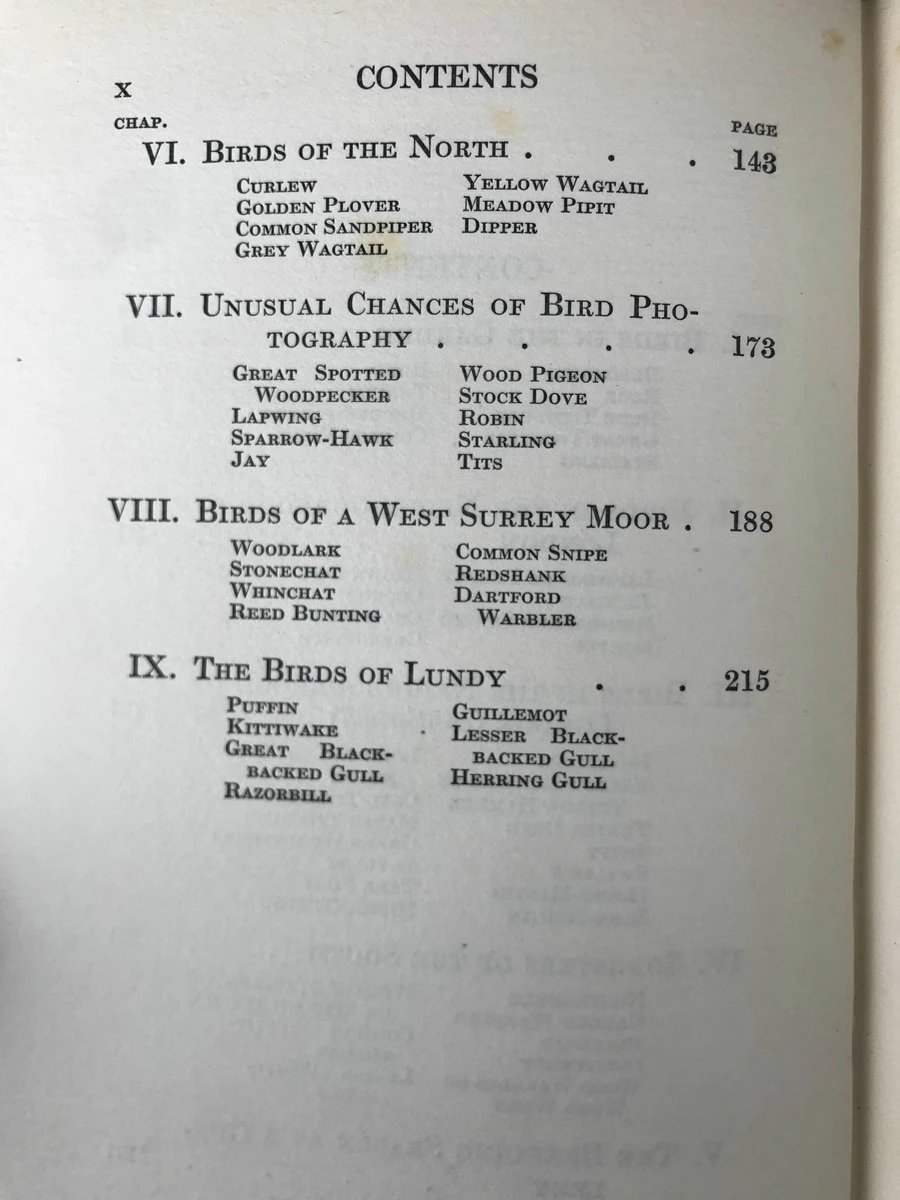 x CONTENTS
CHAP. PAGE
VI. Birds of the North . . . 143
Curlew
Golden Plover
Common Sandpiper
Grey Wagtail
Yellow Wagtail
Meadow Pipit
Dipper
VII. Unusual Chances of Bird Pho-
tography . . . . 173
Great Spotted
Woodpecker
Lapwing
Sparrow-Hawk
Jay
Wood Pigeon
Stock Dove
Robin
Starling
Tits
VIII. Birds of a West Surrey Moor . 188
Woodlark
Stonechat
Whinchat
Reed Bunting
Common Snipe
Redshank
Dartford
Warbler
IX. The Birds of Lundy . . 215
Puffin
Kittiwake
Great Black-
backed Gull
Razorbill
Guillemot
Lesser Black-
backed Gull
Herring Gull